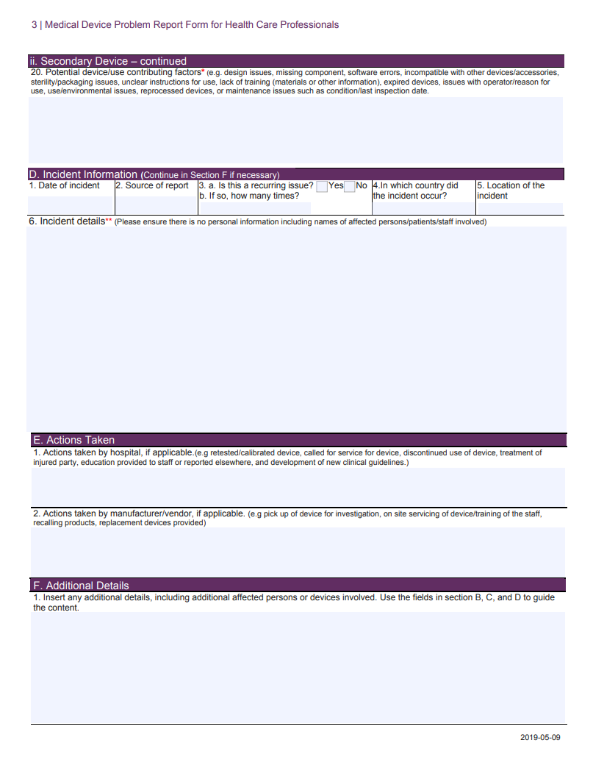 3 | Medical Device Problem Report Form for Health Care Professionals
ii. Secondary Device – continued
20. Potential device/use contributing factors* (e.g. design issues, missing component, software errors, incompatible with other devices/accessories,
sterility/packaging issues, unclear instructions for use, lack of training (materials or other information), expired devices, issues with operator/reason for
use, use/environmental issues, reprocessed devices, or maintenance issues such as condition/last inspection date.
D. Incident Information (Continue in Section F if necessary)
1. Date of incident
2. Source of report
3. a. Is this a recurring issue? Yes No
b. If so, how many times?
4.In which country did
the incident occur?
5. Location of the
incident
6. Incident details** (Please ensure there is no personal information including names of affected persons/patients/staff involved)
E. Actions Taken
1. Actions taken by hospital, if applicable.(e.g retested/calibrated device, called for service for device, discontinued use of device, treatment of
injured party, education provided to staff or reported elsewhere, and development of new clinical guidelines.)
2. Actions taken by manufacturer/vendor, if applicable. (e.g pick up of device for investigation, on site servicing of device/training of the staff,
recalling products, replacement devices provided)
F. Additional Details
1. Insert any additional details, including additional affected persons or devices involved. Use the fields in section B, C, and D to guide
the content.
2019-05-09